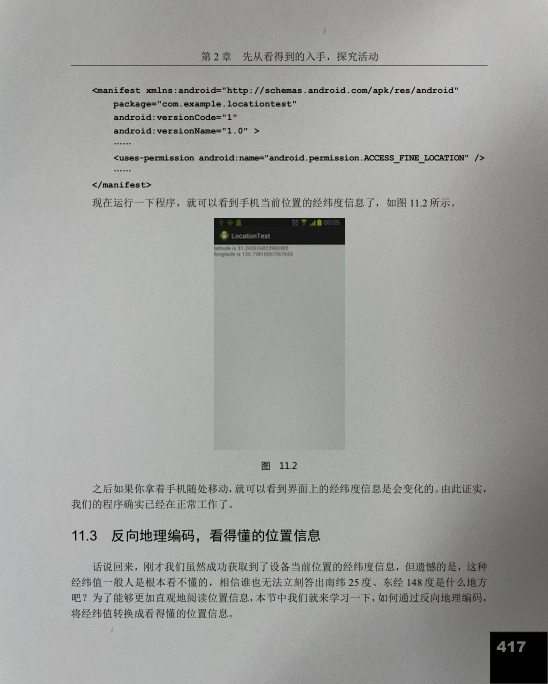 第 2 章　先从看得到的入手，探究活动
<manifest xmlns:android="http://schemas.android.com/apk/res/android"
package="com.example.locationtest"
android:versionCode="1"
android:versionName="1.0" >
……
<uses-permission android:name="android.permission.ACCESS_FINE_LOCATION" />
……
</manifest>
现在运行一下程序，就可以看到手机当前位置的经纬度信息了，如图 11.2 所示。
00:05
LocationTest
latitude is
longitude is
图 11.2
之后如果你拿着手机随处移动，就可以看到界面上的经纬度信息是会变化的。由此证实，
我们的程序确实已经在正常工作了。
11.3 反向地理编码，看得懂的位置信息
话说回来，刚才我们虽然成功获取到了设备当前位置的经纬度信息，但遗憾的是，这种
经纬值一般人是根本看不懂的，相信谁也无法立刻答出南纬 25 度、东经 148 度是什么地方
吧？为了能够更加直观地阅读位置信息，本节中我们就来学习一下，如何通过反向地理编码，
将经纬值转换成看得懂的位置信息。
417